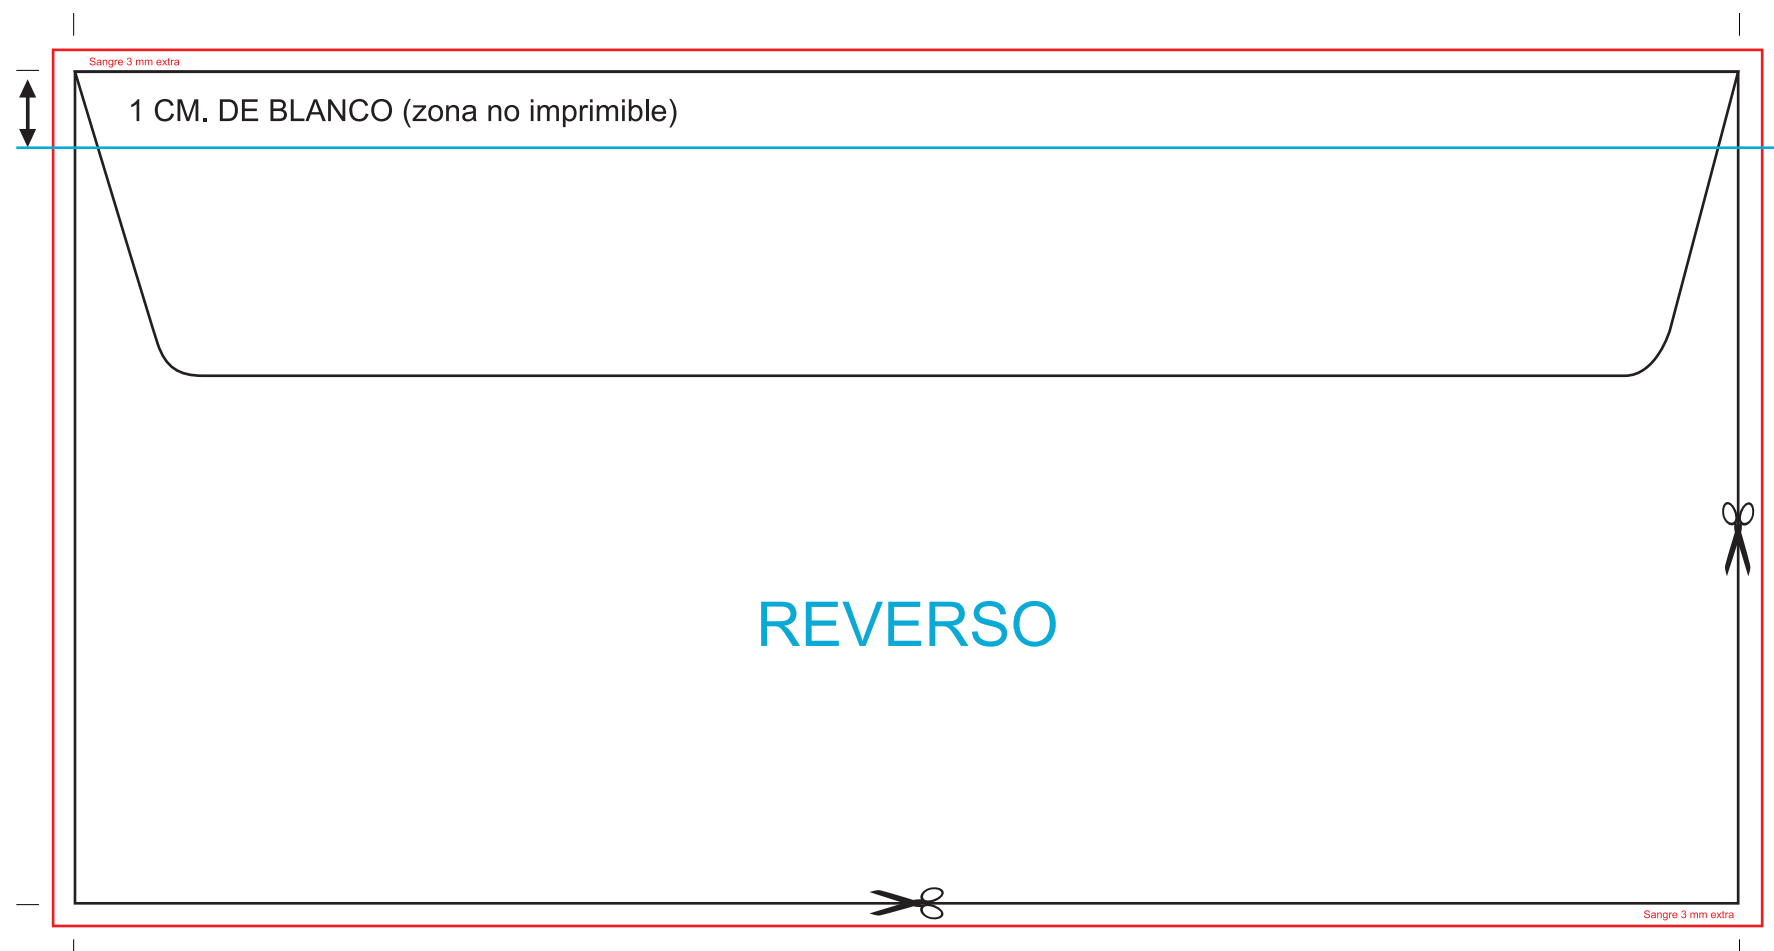 Sangre 3 mm extra
1 CM. DE BLANCO (zona no imprimible)
REVERSO
Sangre 3 mm extra